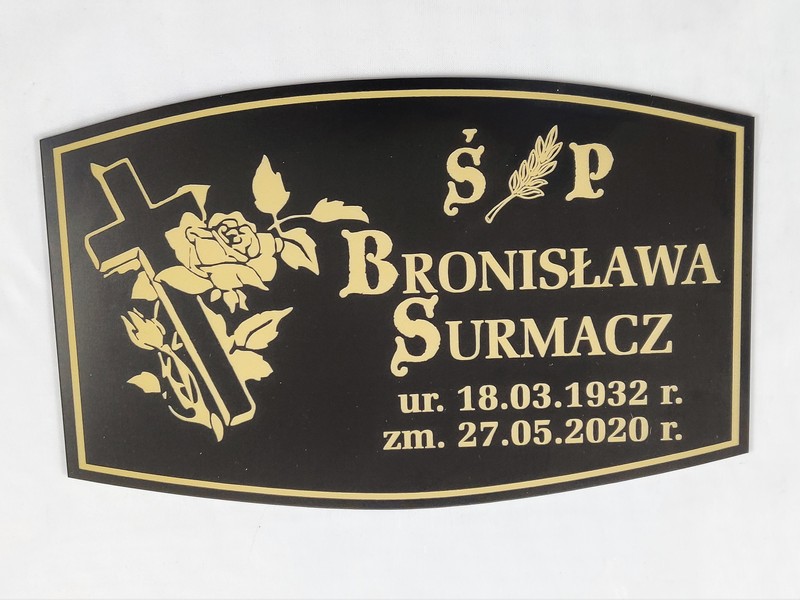 Ś P
BRONISŁAWA
SURMACZ
ur. 18.03.1932 r.
zm. 27.05.2020 r.